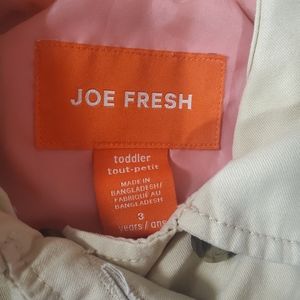 JOE FRESH
toddler
tout-petit
MADE IN
BANGLADESH/
FABRIQUÉ AU
BANGLADESH
3
years / ans